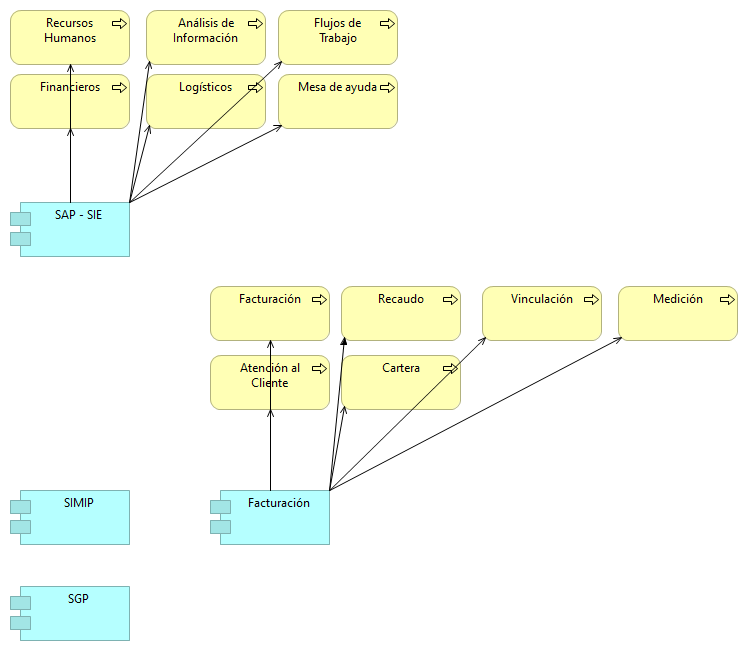 Recursos
Humanos
Análisis de
Información
Flujos de
Trabajo
Financieros
Logísticos
Mesa de ayuda
SAP - SIE
Facturación
Recaudo
Vinculación
Medición
Atención al
Cliente
Cartera
SIMIP
Facturación
SGP